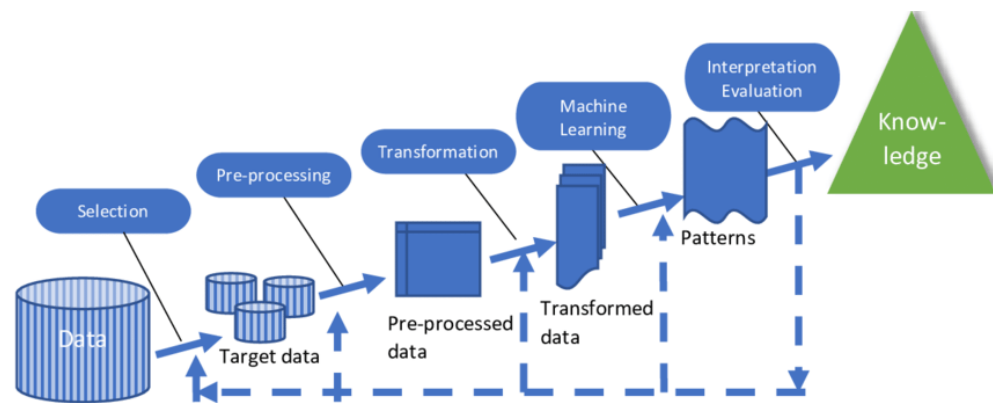 Interpretation
Evaluation
Machine
Learning
Know-
ledge
Transformation
Pre-processing
Selection
Patterns
Transformed
data
Pre-processed
data
Target data
Data